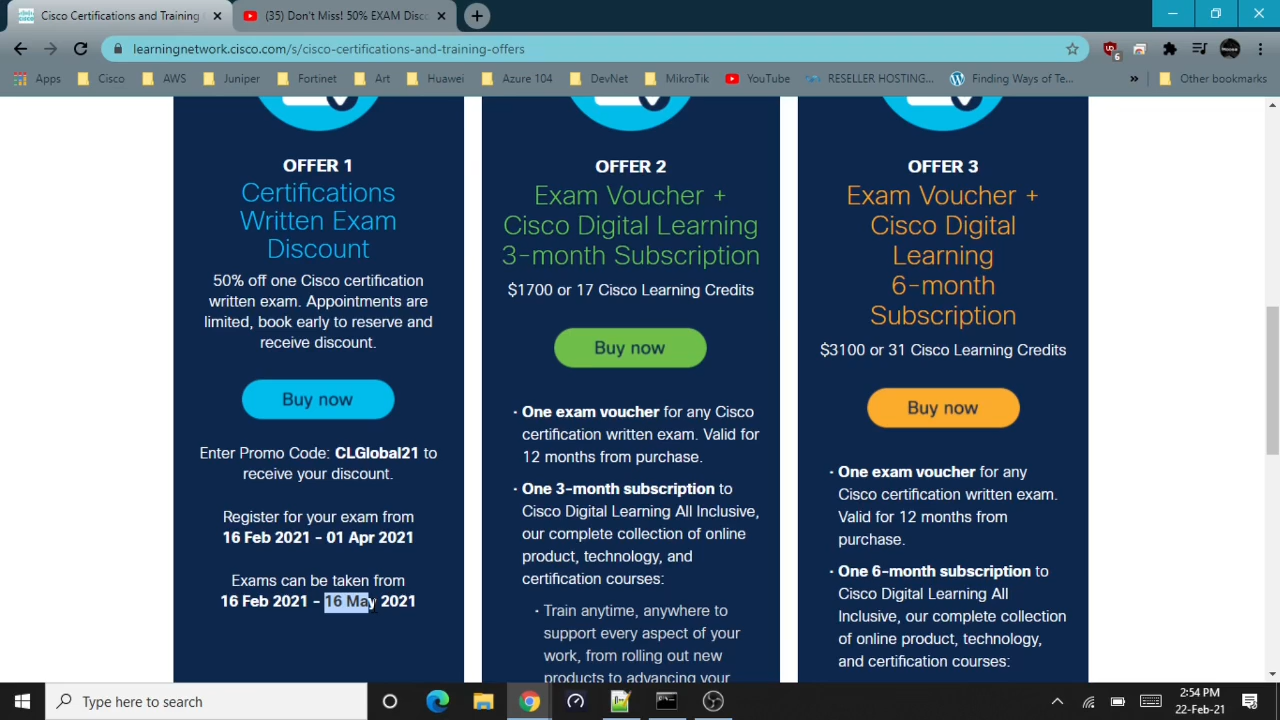 Cisco Certifications and Training
(35) Don't Miss! 50% EXAM Disc
learningnetwork.cisco.com/s/cisco-certifications-and-training-offers
6
Apps
Cisco
AWS
Juniper
Fortinet
Art
Huawei
Azure 104
DevNet
MikroTik
YouTube
RESELLER HOSTING...
Finding Ways of Te...
»
Other bookmarks
OFFER 1
Certifications
Written Exam
Discount
50% off one Cisco certification
written exam. Appointments are
limited, book early to reserve and
receive discount.
Buy now
Enter Promo Code: CLGlobal21 to
receive your discount.
Register for your exam from
16 Feb 2021 - 01 Apr 2021
Exams can be taken from
16 Feb 2021 - 16 May 2021
OFFER 2
Exam Voucher +
Cisco Digital Learning
3-month Subscription
$1700 or 17 Cisco Learning Credits
Buy now
· One exam voucher for any Cisco
certification written exam. Valid for
12 months from purchase.
· One 3-month subscription to
Cisco Digital Learning All Inclusive,
our complete collection of online
product, technology, and
certification courses:
· Train anytime, anywhere to
support every aspect of your
work, from rolling out new
products to advancing your
OFFER 3
Exam Voucher +
Cisco Digital
Learning
6-month
Subscription
$3100 or 31 Cisco Learning Credits
Buy now
· One exam voucher for any
Cisco certification written exam.
Valid for 12 months from
purchase.
· One 6-month subscription to
Cisco Digital Learning All
Inclusive, our complete collection
of online product, technology,
and certification courses:
Type here to search
2:54 PM
22-Feb-21